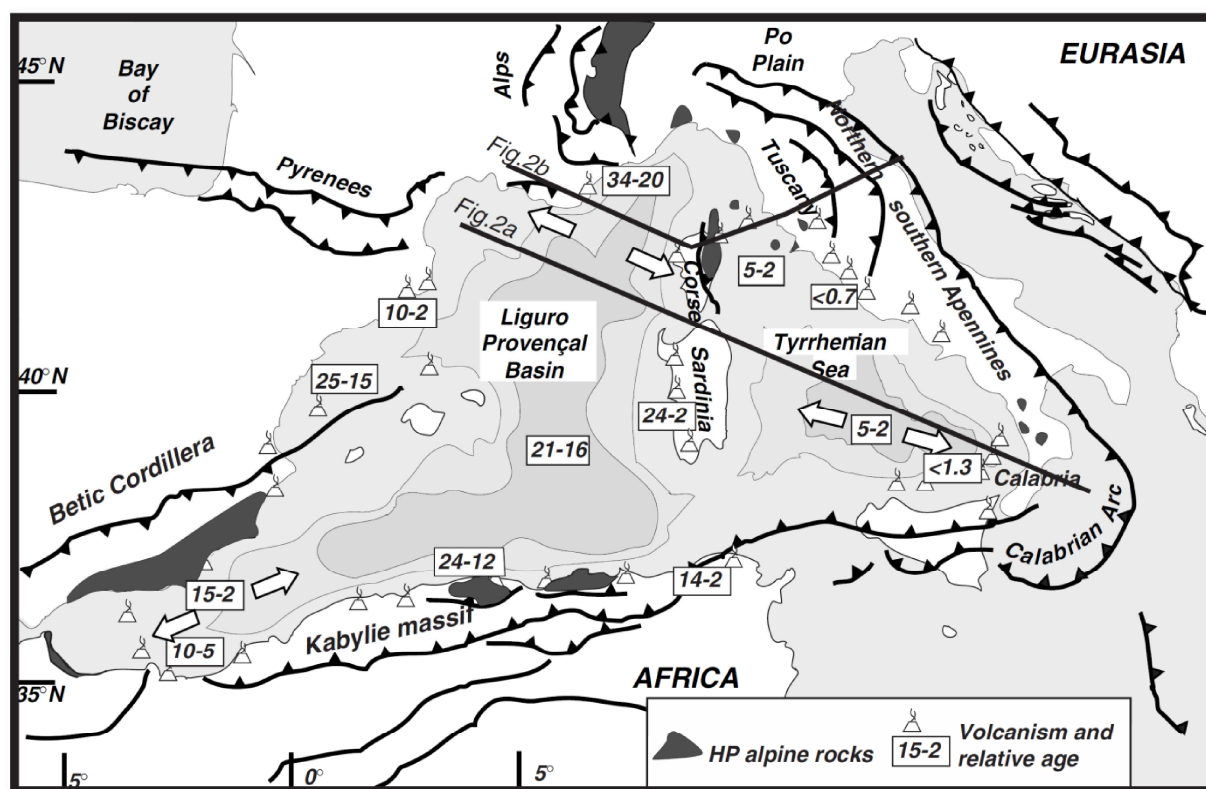 45°N
Bay
of
Biscay
Alps
Po
Plain
EURASIA
Pyrenees
Fig.2b
34-20
Tuscany
Northern
southern Apennines
Fig.2a
Corse
5-2
<0.7
10-2
Liguro
Provençal
Basin
Tyrrhenian
Sea
40°N
25-15
Sardinia
24-2
5-2
21-16
<1.3
Calabria
Betic Cordillera
Calabrian Arc
24-12
14-2
15-2
Kabylie massif
10-5
35°N
AFRICA
HP alpine rocks
15-2
Volcanism and
relative age
5°
0°
5°